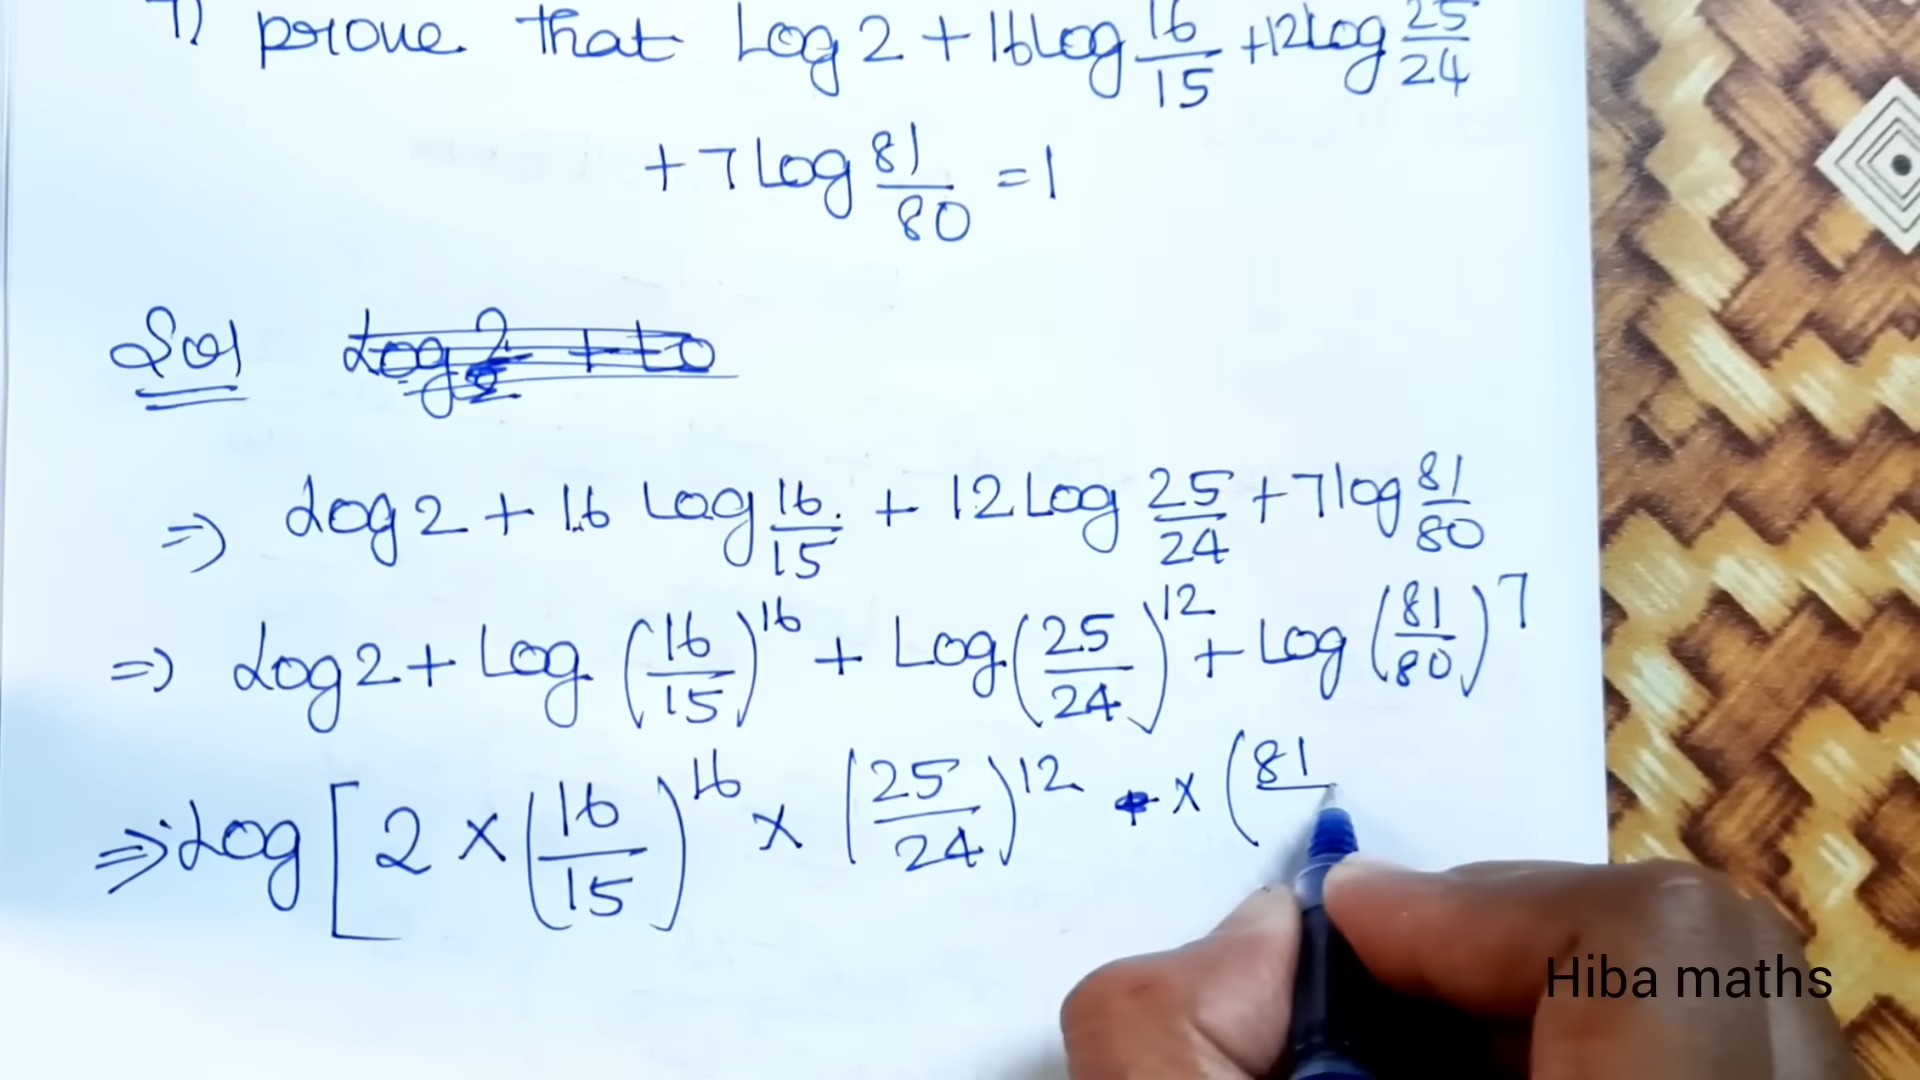 7) prove that Log 2 + 16 log 16/15 + 12 log 25/24
+ 7 Log 81/80 = 1
Sol
⇒ Log 2 + 16 Log 16/15 + 12 Log 25/24 + 7 log 81/80
⇒ Log 2 + Log (16/15)^16 + Log (25/24)^12 + Log (81/80)^7
⇒ Log [ 2 × (16/15)^16 × (25/24)^12 × (81
Hiba maths